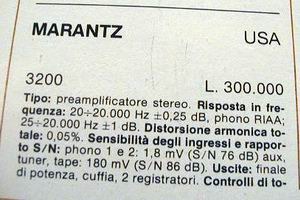 MARANTZ USA
3200 L. 300.000
Tipo: preamplificatore stereo. Risposta in fre-
quenza: 20÷20.000 Hz ±0,25 dB, phono RIAA;
25÷20.000 Hz ±1 dB. Distorsione armonica to-
tale: 0,05%. Sensibilità degli ingressi e rappor-
to S/N: phono 1 e 2: 1,8 mV (S/N 76 dB) aux,
tuner, tape: 180 mV (S/N 86 dB). Uscite: finale
di potenza, cuffia, 2 registratori. Controlli di to-